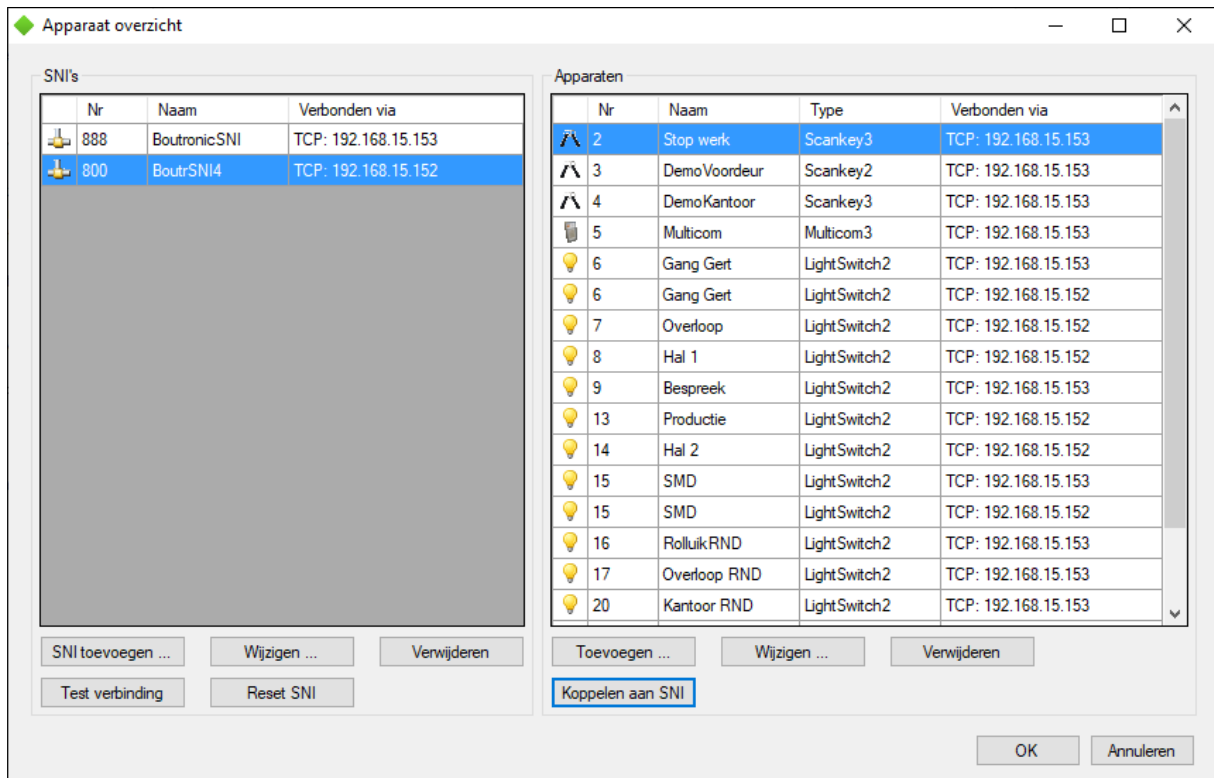 Apparaat overzicht
SNI's
Nr Naam Verbonden via
888 BoutronicSNI TCP: 192.168.15.153
800 BoutrSNI4 TCP: 192.168.15.152
SNI toevoegen ... Wijzigen ... Verwijderen
Test verbinding Reset SNI
Apparaten
Nr Naam Type Verbonden via
2 Stop werk Scankey3 TCP: 192.168.15.153
3 DemoVoordeur Scankey2 TCP: 192.168.15.153
4 DemoKantoor Scankey3 TCP: 192.168.15.153
5 Multicom Multicom3 TCP: 192.168.15.153
6 Gang Gert LightSwitch2 TCP: 192.168.15.153
6 Gang Gert LightSwitch2 TCP: 192.168.15.152
7 Overloop LightSwitch2 TCP: 192.168.15.152
8 Hal 1 LightSwitch2 TCP: 192.168.15.152
9 Bespreek LightSwitch2 TCP: 192.168.15.153
13 Productie LightSwitch2 TCP: 192.168.15.152
14 Hal 2 LightSwitch2 TCP: 192.168.15.152
15 SMD LightSwitch2 TCP: 192.168.15.153
15 SMD LightSwitch2 TCP: 192.168.15.152
16 RolluikRND LightSwitch2 TCP: 192.168.15.153
17 Overloop RND LightSwitch2 TCP: 192.168.15.153
20 Kantoor RND LightSwitch2 TCP: 192.168.15.153
Toevoegen ... Wijzigen ... Verwijderen
Koppelen aan SNI
OK Annuleren